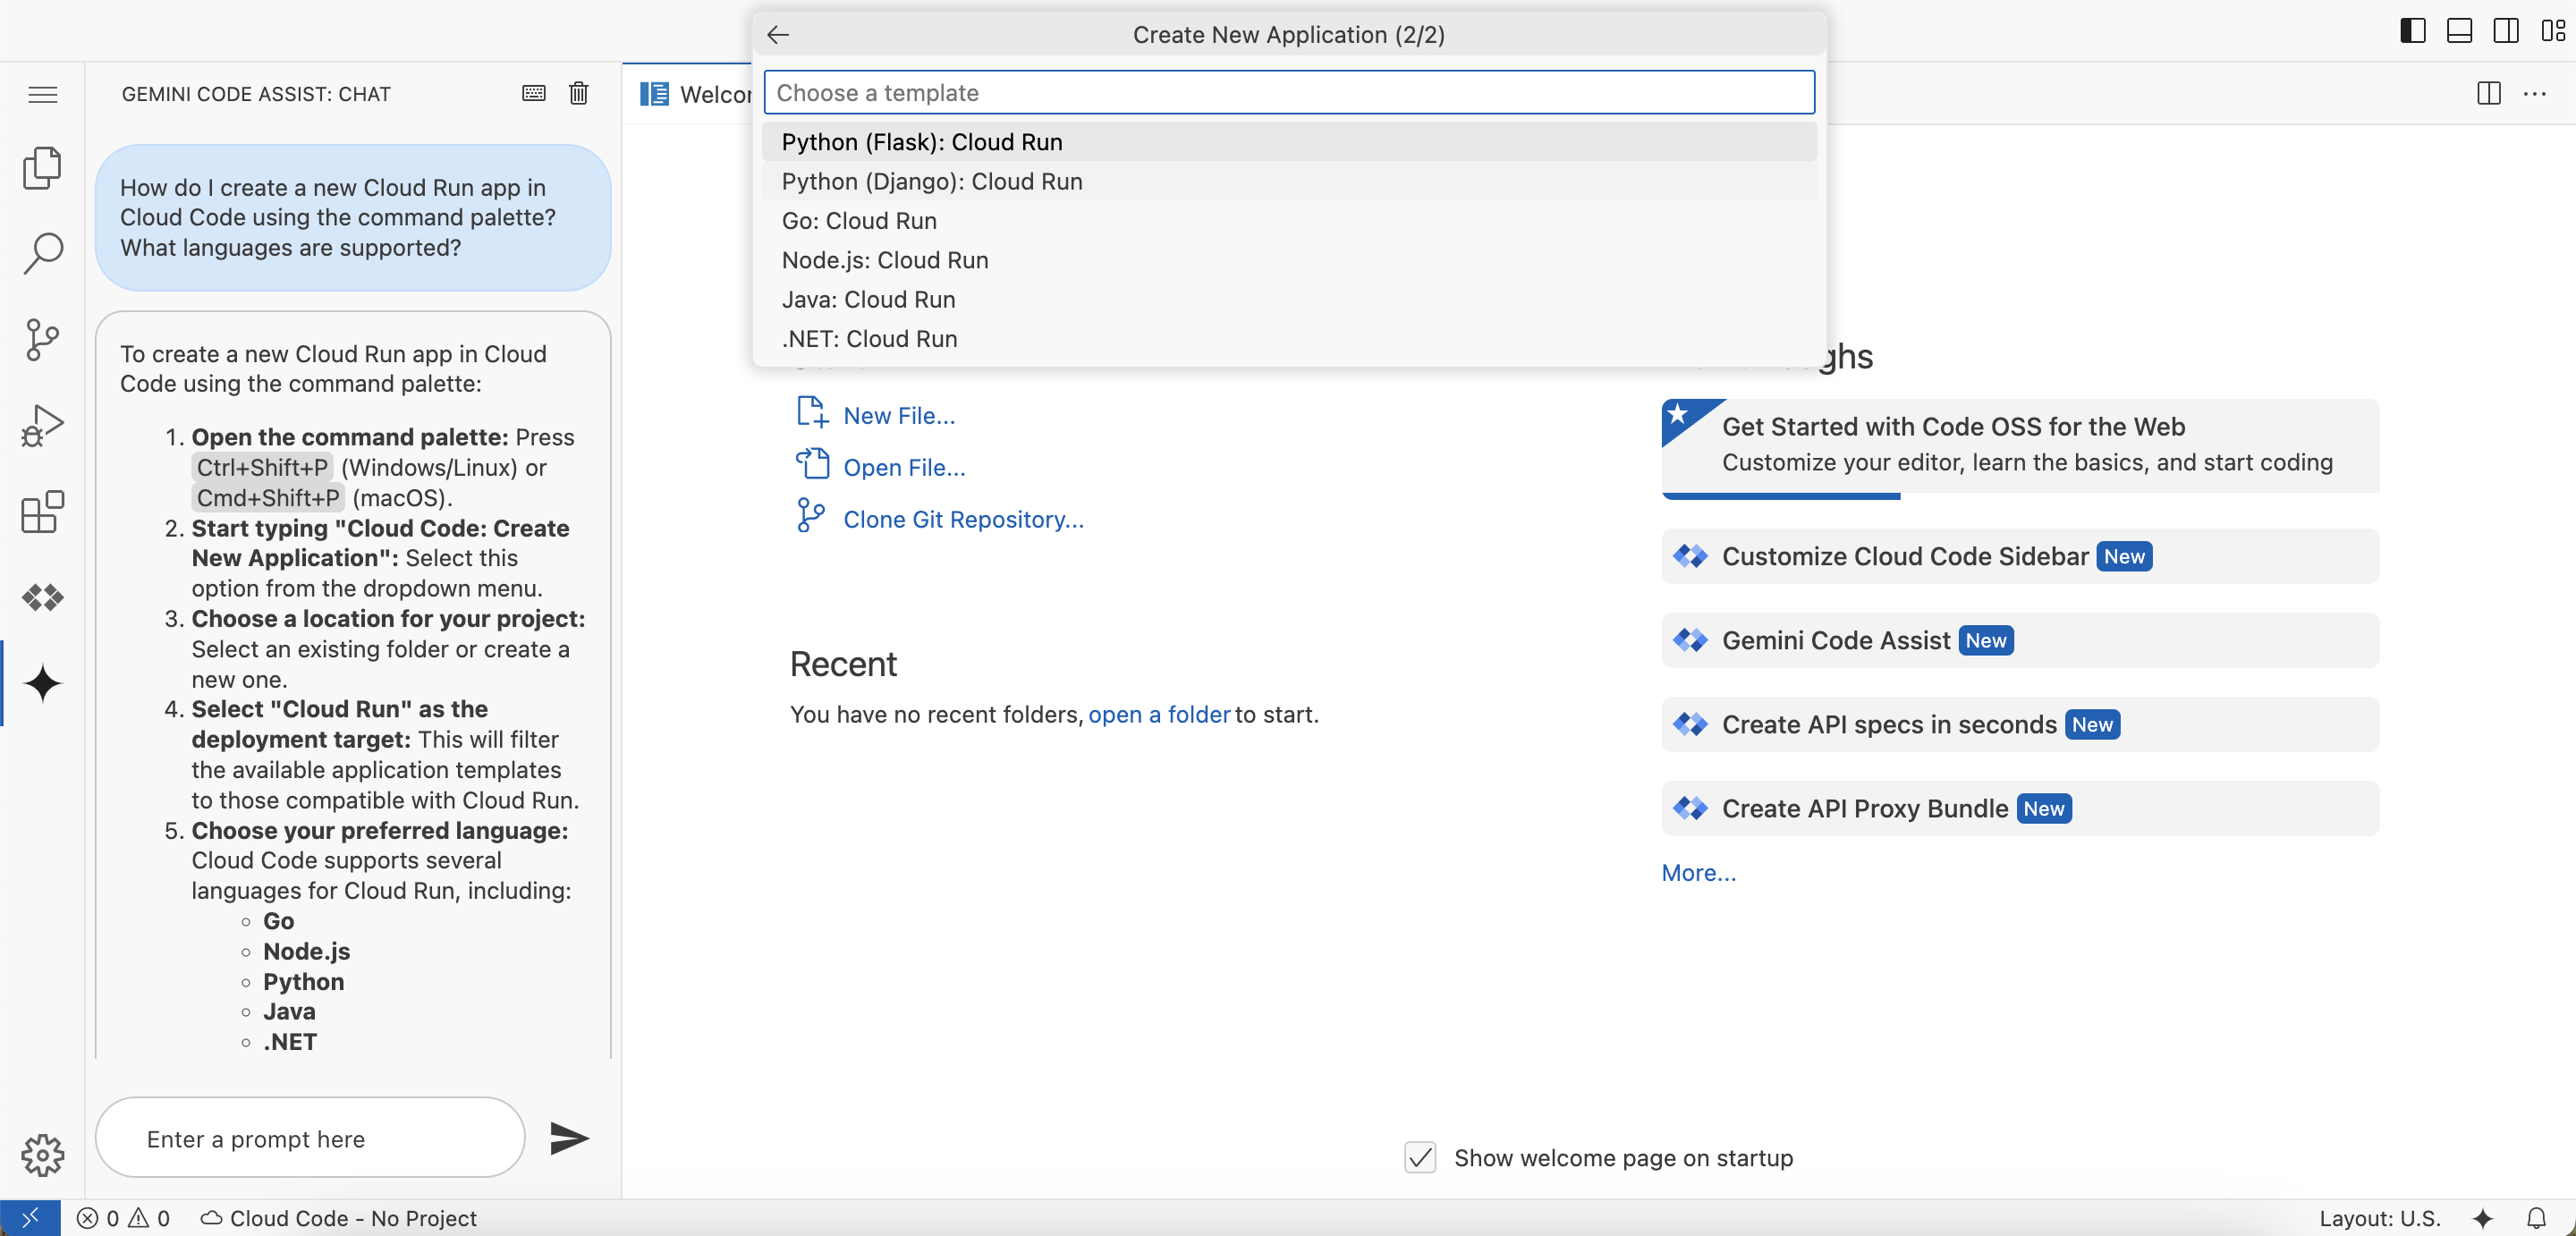 Create New Application (2/2)
Choose a template
Python (Flask): Cloud Run
Python (Django): Cloud Run
Go: Cloud Run
Node.js: Cloud Run
Java: Cloud Run
.NET: Cloud Run
GEMINI CODE ASSIST: CHAT
How do I create a new Cloud Run app in
Cloud Code using the command palette?
What languages are supported?
To create a new Cloud Run app in Cloud
Code using the command palette:
1. Open the command palette: Press
Ctrl+Shift+P (Windows/Linux) or
Cmd+Shift+P (macOS).
2. Start typing "Cloud Code: Create
New Application": Select this
option from the dropdown menu.
3. Choose a location for your project:
Select an existing folder or create a
new one.
4. Select "Cloud Run" as the
deployment target: This will filter
the available application templates
to those compatible with Cloud Run.
5. Choose your preferred language:
Cloud Code supports several
languages for Cloud Run, including:
Go
Node.js
Python
Java
.NET
Enter a prompt here
New File...
Open File...
Clone Git Repository...
Recent
You have no recent folders, open a folder to start.
Get Started with Code OSS for the Web
Customize your editor, learn the basics, and start coding
Customize Cloud Code Sidebar New
Gemini Code Assist New
Create API specs in seconds New
Create API Proxy Bundle New
More...
Show welcome page on startup
0 0 Cloud Code - No Project
Layout: U.S.